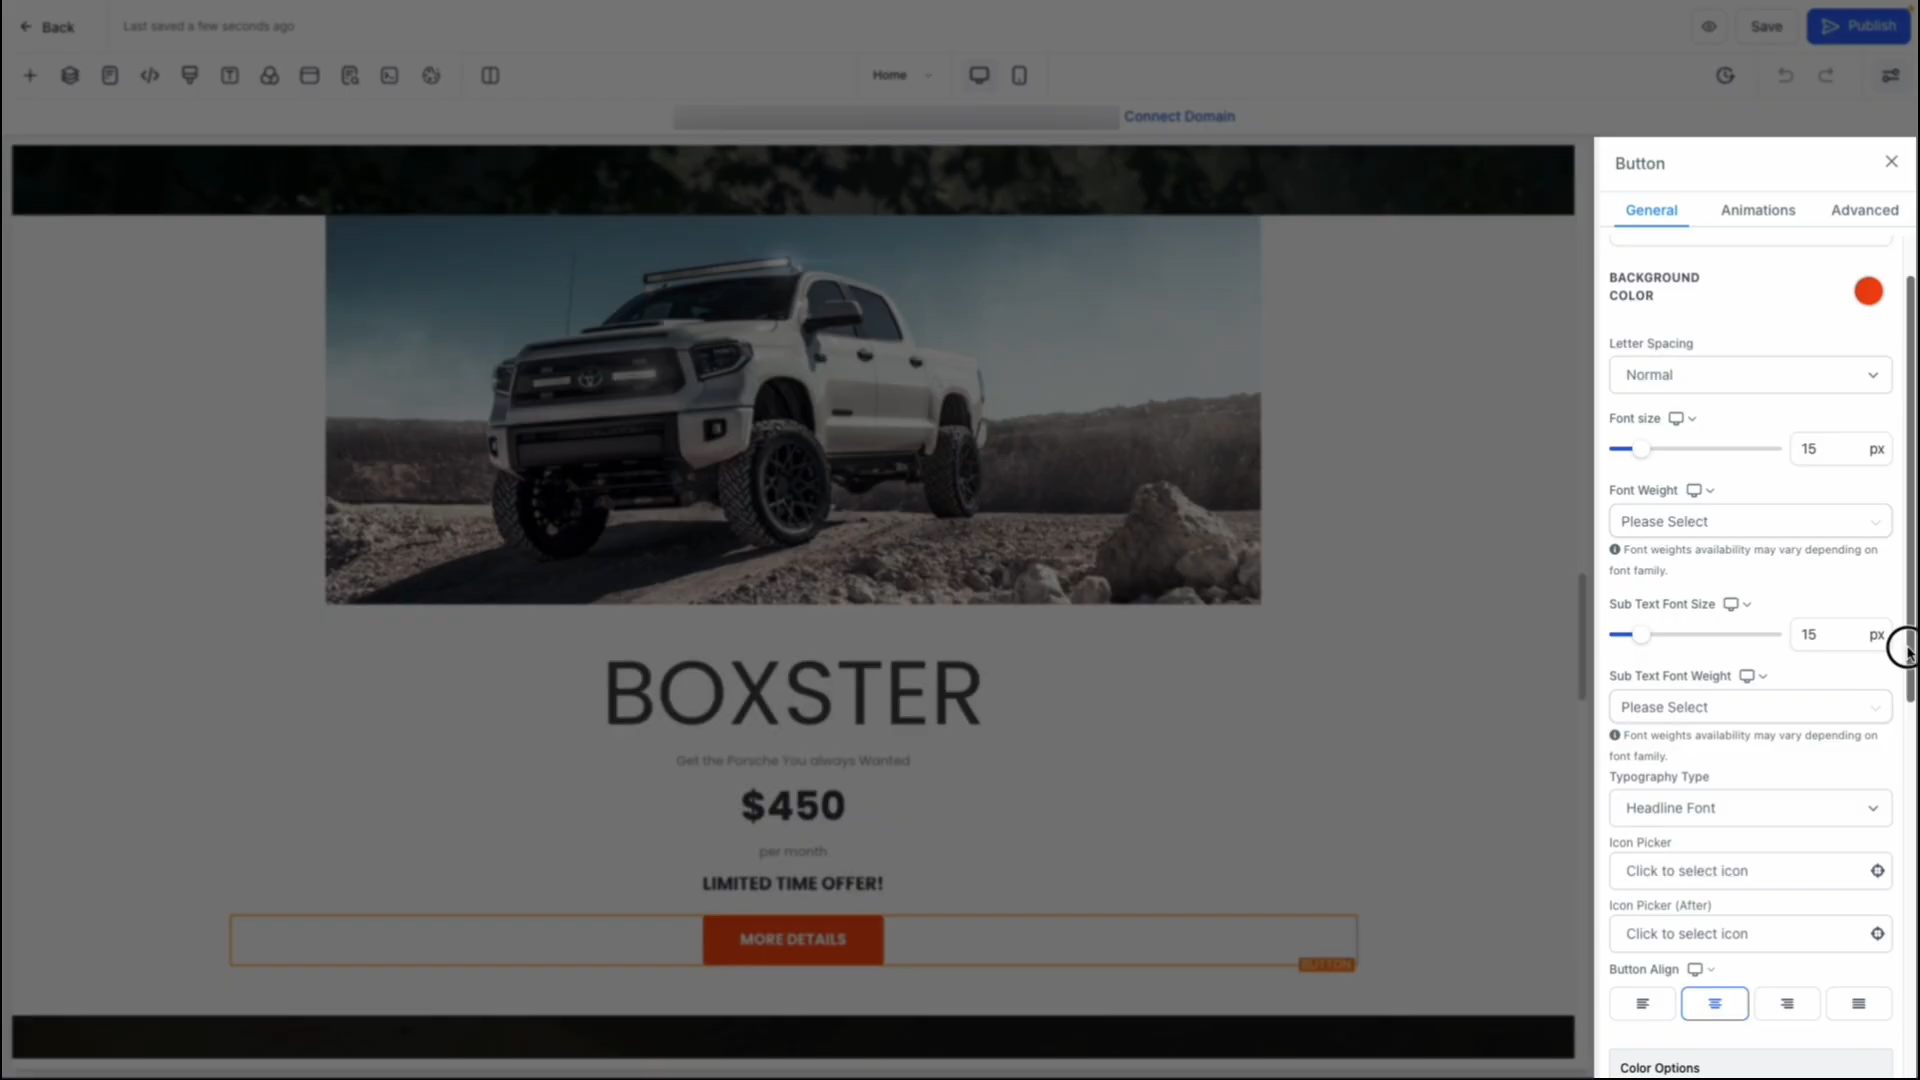 Back
Last saved a few seconds ago
Save
Publish
Home
Connect Domain
Button
General
Animations
Advanced
BACKGROUND
COLOR
Letter Spacing
Normal
Font size
15 px
Font Weight
Please Select
Font weights availability may vary depending on
font family.
Sub Text Font Size
15 px
Sub Text Font Weight
Please Select
Font weights availability may vary depending on
font family.
Typography Type
Headline Font
Icon Picker
Click to select icon
Icon Picker (After)
Click to select icon
Button Align
Color Options
BOXSTER
Get the Porsche You always Wanted
$450
per month
LIMITED TIME OFFER!
MORE DETAILS
BUTTON